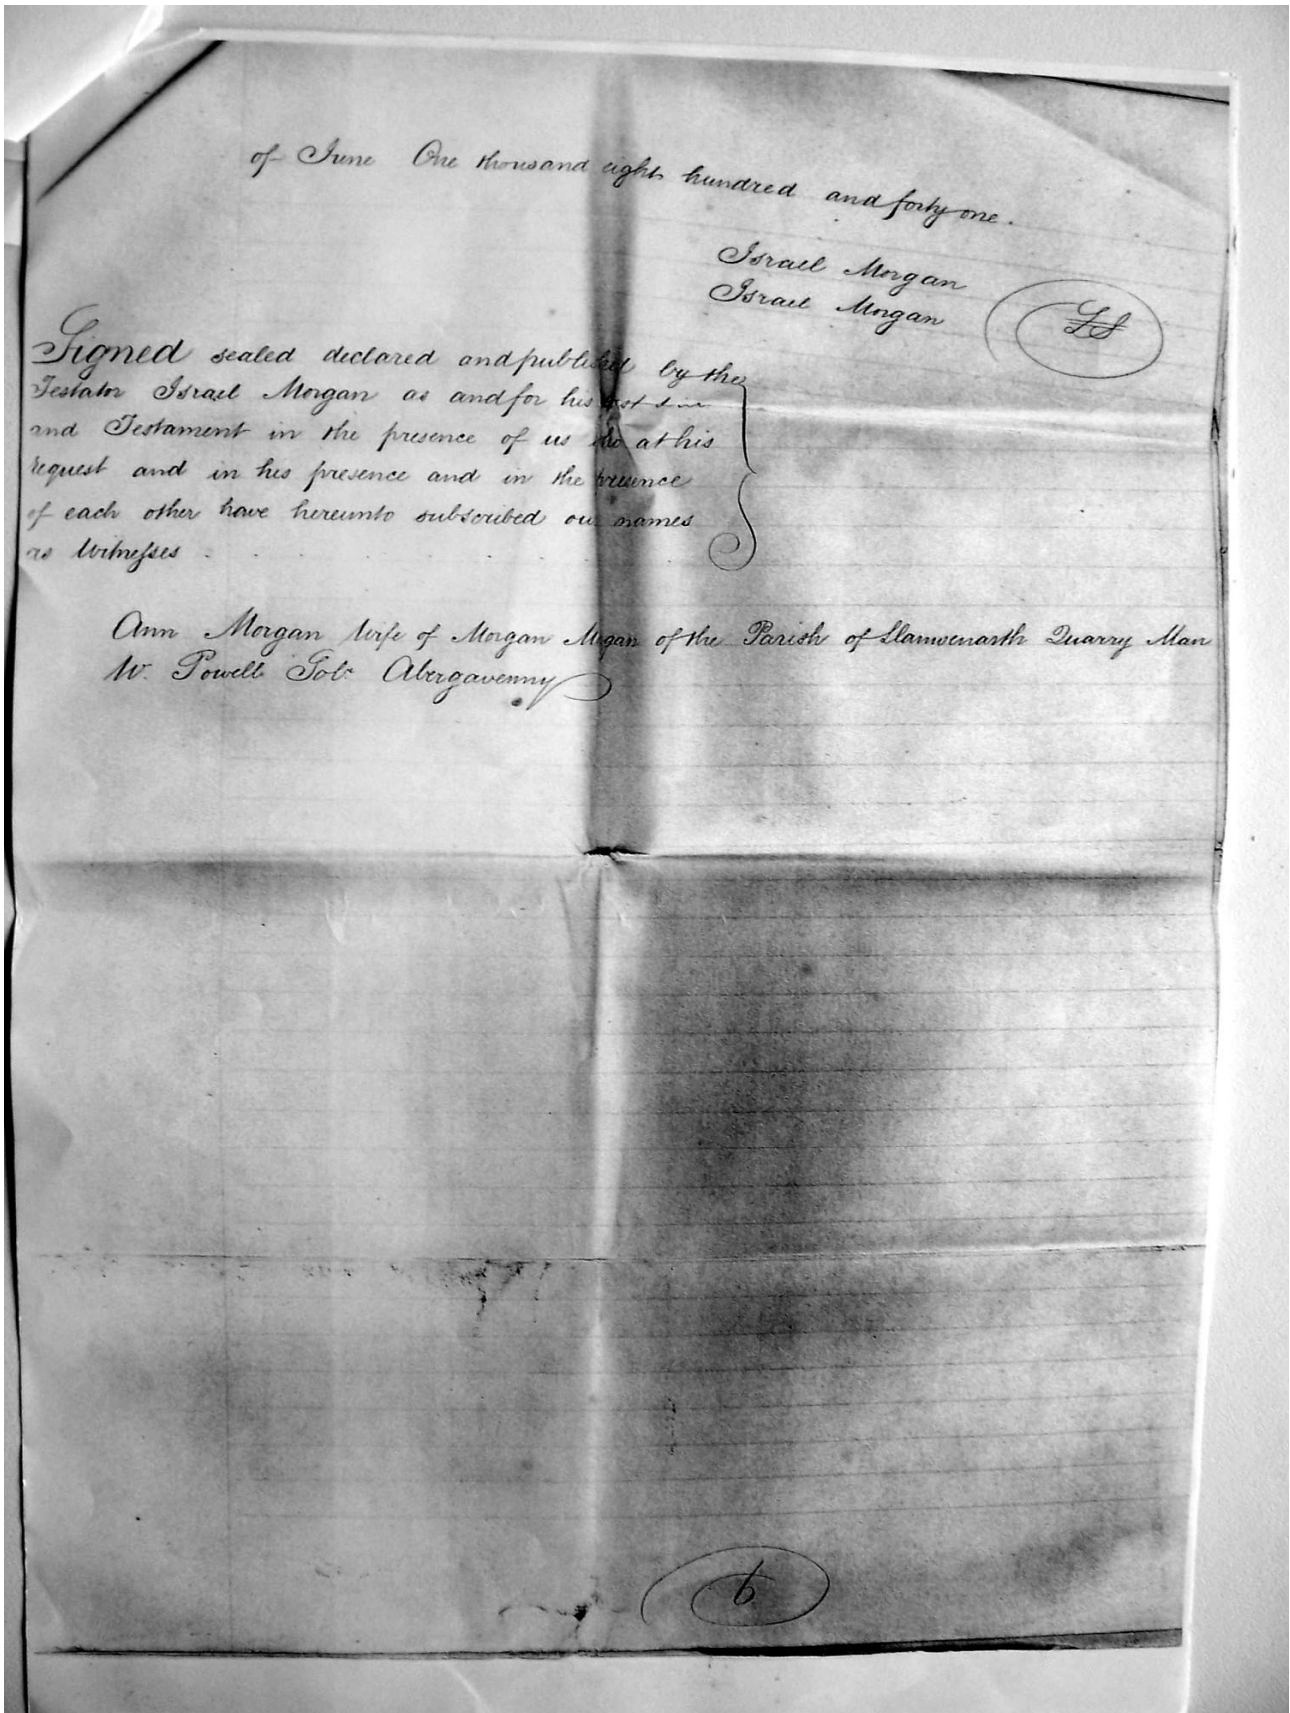 of June One thousand eight hundred and forty one.
Israel Morgan
Israel Morgan
LS
Signed sealed declared and published by the
Testator Israel Morgan as and for his last
and Testament in the presence of us who at his
request and in his presence and in the presence
of each other have hereunto subscribed our names
as Witnesses
Ann Morgan Wife of Morgan Morgan of the Parish of Llanwenarth Quarry Man
W. Powell Solr Abergavenny
6